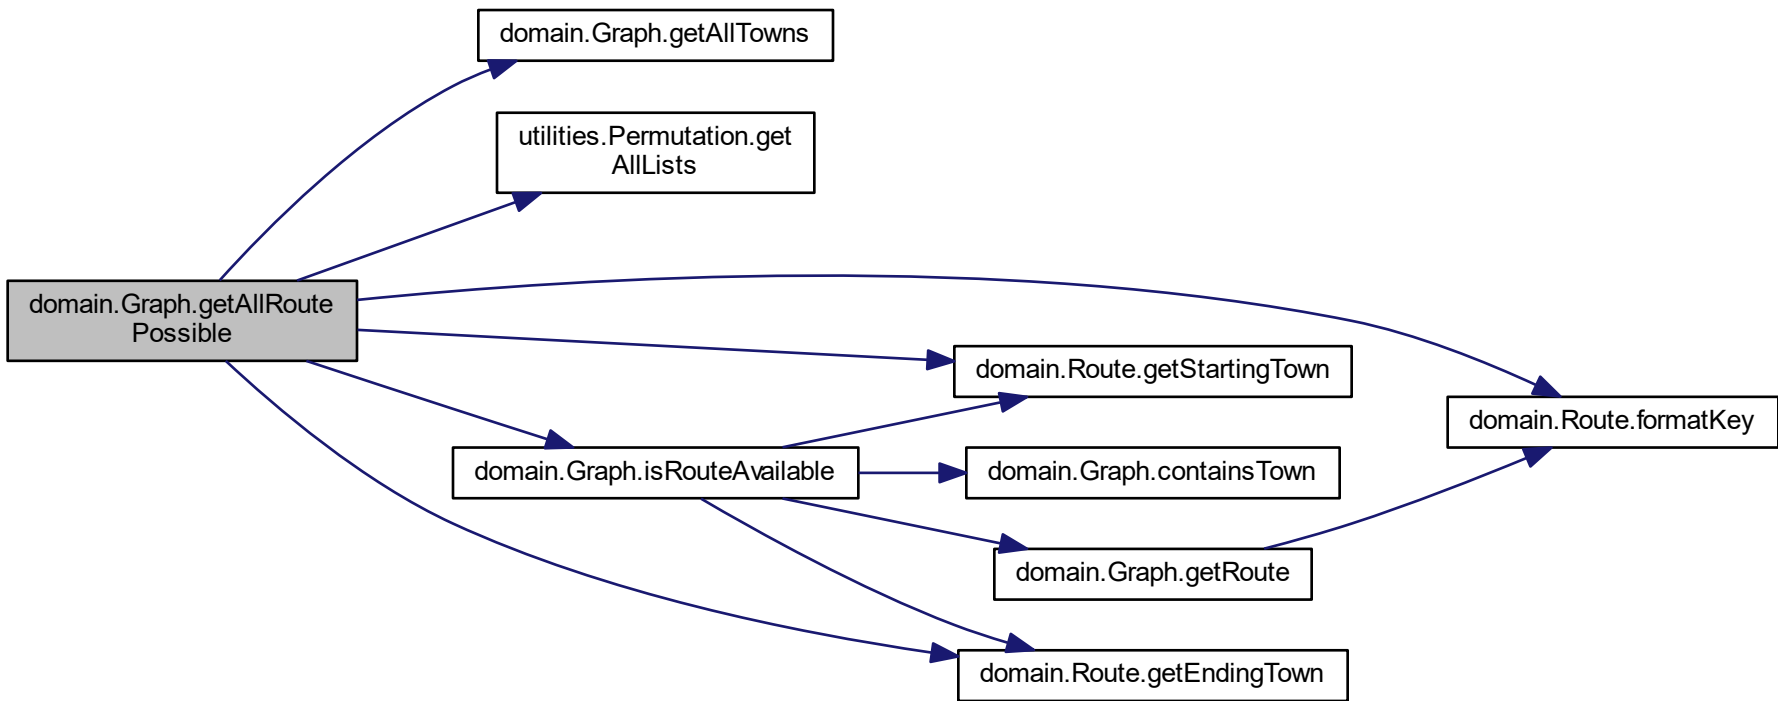 domain.Graph.getAllTowns
utilities.Permutation.get
AllLists
domain.Graph.getAllRoute
Possible
domain.Route.getStartingTown
domain.Route.formatKey
domain.Graph.isRouteAvailable
domain.Graph.containsTown
domain.Graph.getRoute
domain.Route.getEndingTown